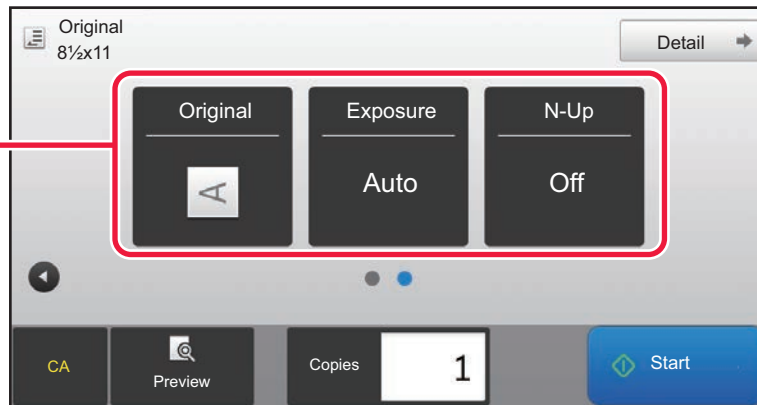 Original
8½x11
Detail
Original
Exposure
N-Up
A
Auto
Off
CA
Preview
Copies
1
Start